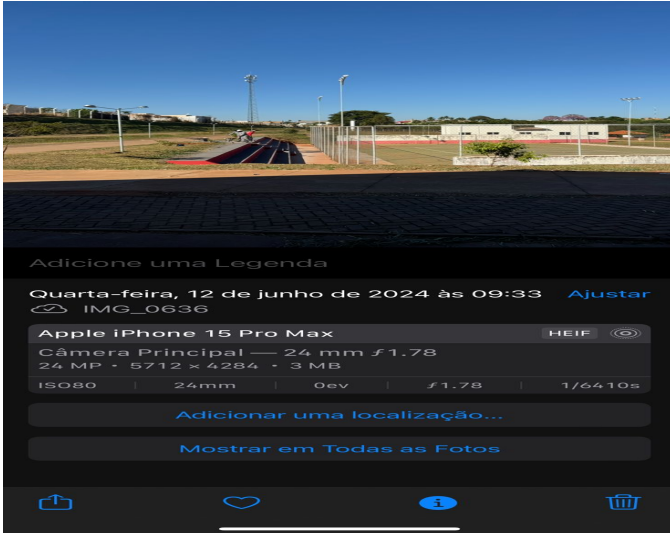 Adicione uma Legenda
Quarta-feira, 12 de junho de 2024 às 09:33 Ajustar
IMG_0636
Apple iPhone 15 Pro Max HEIF
Câmera Principal — 24 mm ƒ1.78
24 MP • 5712 × 4284 • 3 MB
ISO80 24mm 0ev ƒ1.78 1/6410s
Adicionar uma localização...
Mostrar em Todas as Fotos